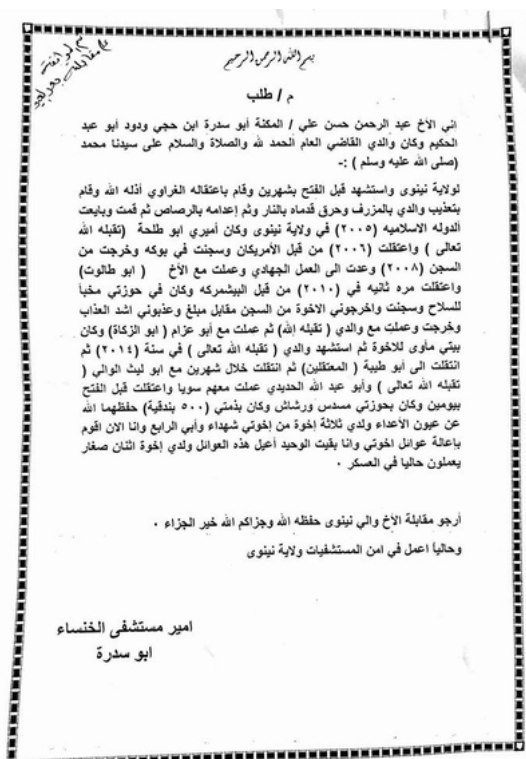 بسم الله الرحمن الرحيم
م / طلب
اني الأخ عبد الرحمن حسن علي / المكنة أبو سدرة ابن حجي ودود أبو عبد
الحكيم وكان والدي القاضي العام الحمد لله والصلاة والسلام على سيدنا محمد
(صلى الله عليه وسلم ) :-
لولاية نينوى واستشهد قبل الفتح بشهرين وقام باعتقاله الغراوي أذله الله وقام
بتعذيب والدي بالمزرف وحرق قدماه بالنار وثم إعدامه بالرصاص ثم قمت وبايعت
الدوله الاسلاميه (٢٠٠٥) في ولاية نينوى وكان أميري ابو طلحة (تقبله الله
تعالى ) واعتقلت (٢٠٠٦) من قبل الأمريكان وسجنت في بوكه وخرجت من
السجن (٢٠٠٨) وعدت الى العمل الجهادي وعملت مع الأخ ( ابو طالوت)
واعتقلت مره ثانيه في (٢٠١٠) من قبل البيشمركه وكان في حوزتي مخبأ
للسلاح وسجنت واخرجوني الاخوة من السجن مقابل مبلغ وعذبوني اشد العذاب
وخرجت وعملت مع والدي ( تقبله الله) ثم عملت مع أبو عزام ( ابو الزكاة) وكان
بيتي مأوى للاخوة ثم استشهد والدي ( تقبله الله تعالى ) في سنة (٢٠١٤) ثم
انتقلت الى أبو طيبة ( المعتقلين) ثم انتقلت خلال شهرين مع ابو ليث الوالي (
تقبله الله تعالى ) وأبو عبد الله الحديدي عملت معهم سويا واعتقلت قبل الفتح
بيومين وكان بحوزتي مسدس ورشاش وكان بذمتي (٥٠٠ بندقية) حفظهما الله
عن عيون الأعداء ولدي ثلاثة إخوة من إخوتي شهداء وأبي الرابع وانا الان اقوم
بإعالة عوائل اخوتي وانا بقيت الوحيد أعيل هذه العوائل ولدي إخوة اثنان صغار
يعملون حاليا في العسكر ٠
أرجو مقابلة الأخ والي نينوى حفظه الله وجزاكم الله خير الجزاء ٠
وحالياً اعمل في امن المستشفيات ولاية نينوى
امير مستشفى الخنساء
ابو سدرة